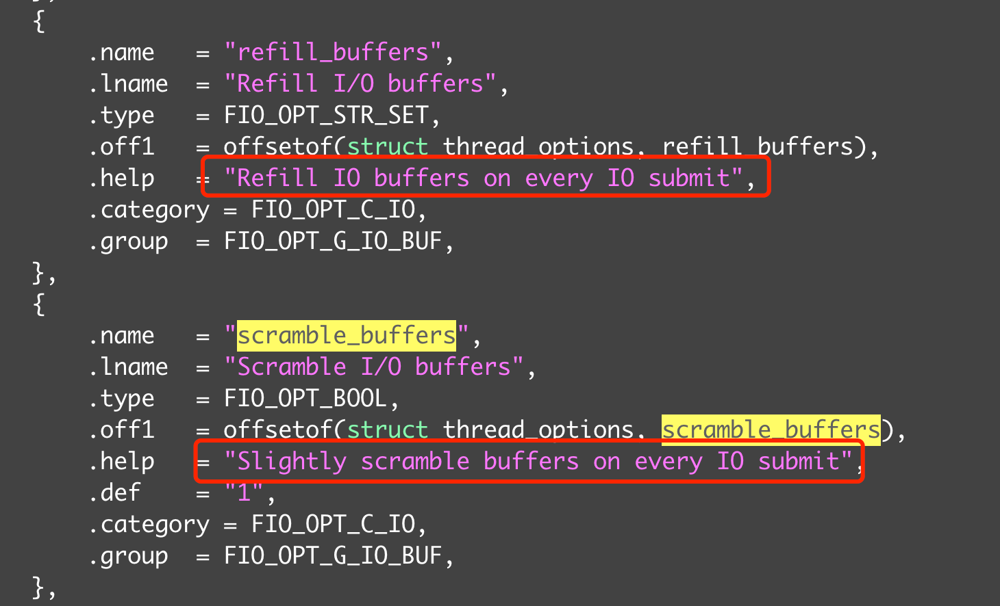 },
{
.name = "refill_buffers",
.lname = "Refill I/O buffers",
.type = FIO_OPT_STR_SET,
.off1 = offsetof(struct thread_options, refill_buffers),
.help = "Refill IO buffers on every IO submit",
.category = FIO_OPT_C_IO,
.group = FIO_OPT_G_IO_BUF,
},
{
.name = "scramble_buffers",
.lname = "Scramble I/O buffers",
.type = FIO_OPT_BOOL,
.off1 = offsetof(struct thread_options, scramble_buffers),
.help = "Slightly scramble buffers on every IO submit",
.def = "1",
.category = FIO_OPT_C_IO,
.group = FIO_OPT_G_IO_BUF,
},